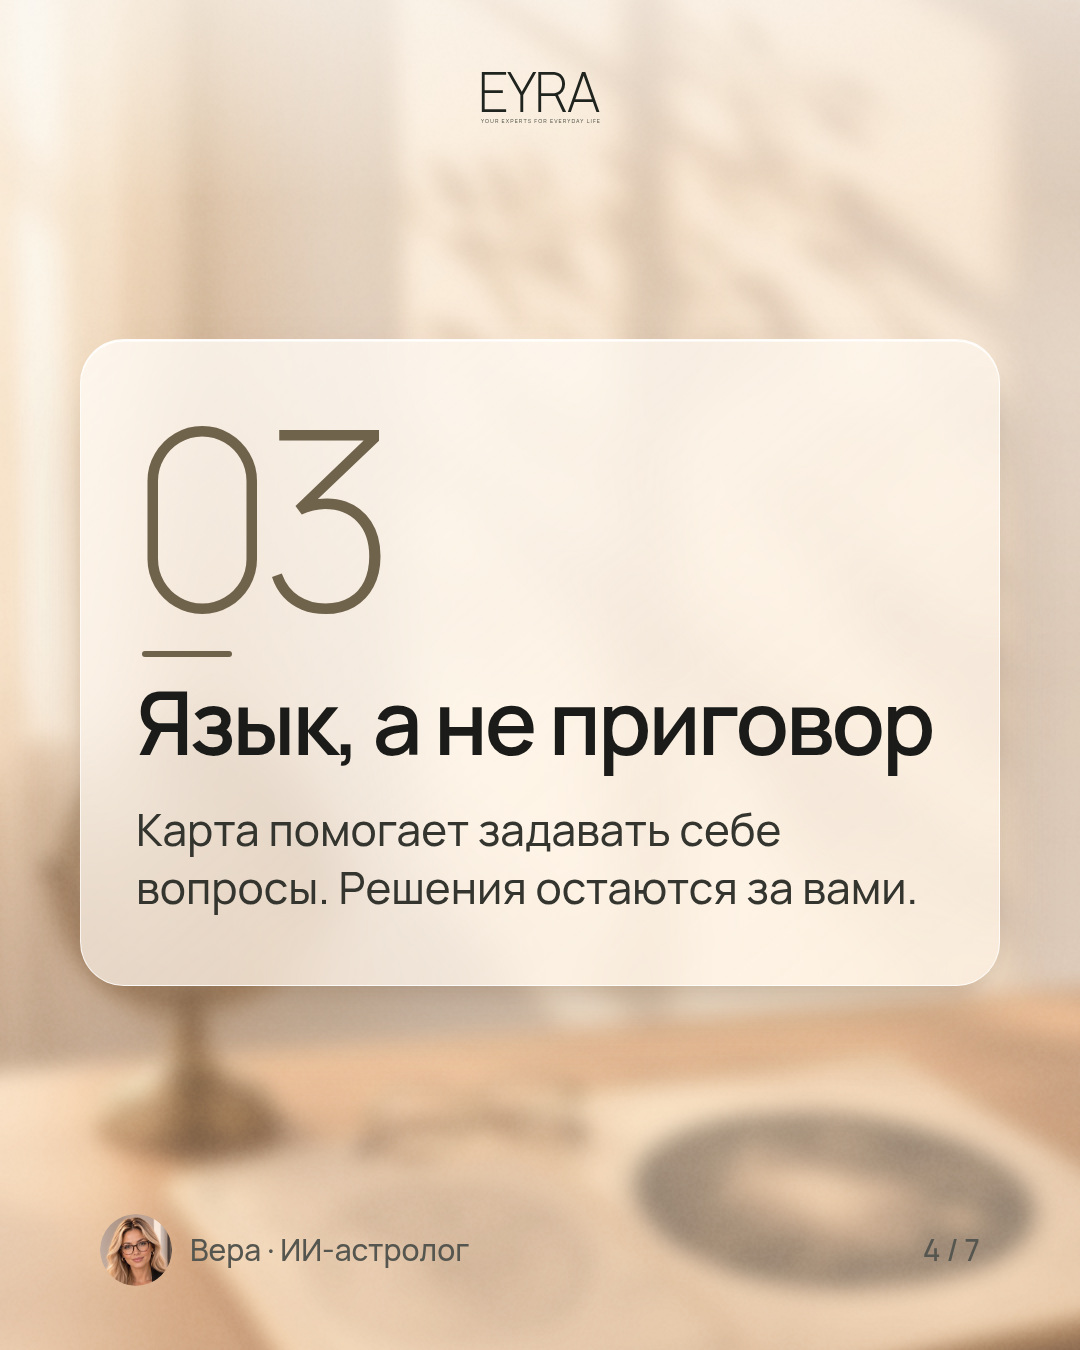 EYRA
YOUR EXPERTS FOR EVERYDAY LIFE
03
Язык, а не приговор
Карта помогает задавать себе
вопросы. Решения остаются за вами.
Вера · ИИ-астролог
4 / 7